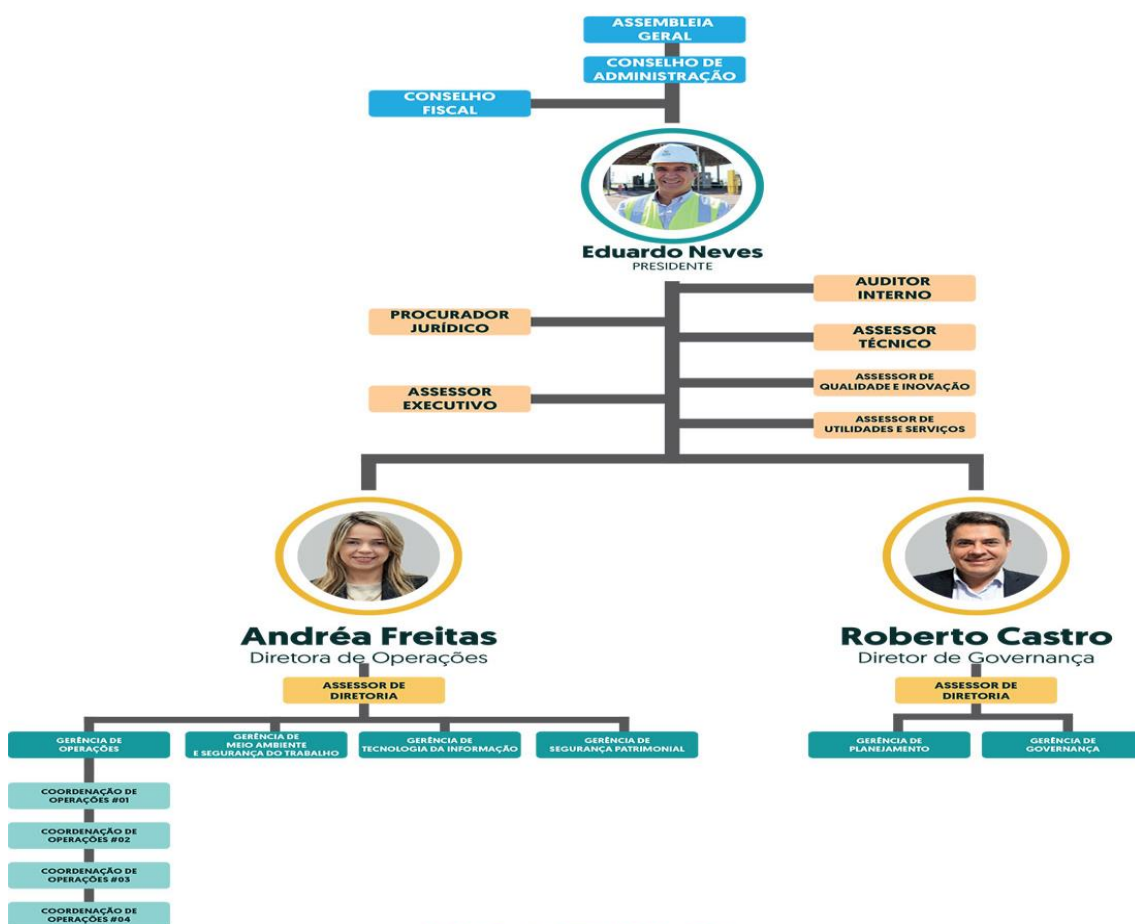 ASSEMBLEIA
GERAL
CONSELHO DE
ADMINISTRAÇÃO
CONSELHO
FISCAL
Eduardo Neves
PRESIDENTE
AUDITOR
INTERNO
PROCURADOR
JURÍDICO
ASSESSOR
TÉCNICO
ASSESSOR DE
QUALIDADE E INOVAÇÃO
ASSESSOR
EXECUTIVO
ASSESSOR DE
UTILIDADES E SERVIÇOS
Andréa Freitas
Diretora de Operações
Roberto Castro
Diretor de Governança
ASSESSOR DE
DIRETORIA
ASSESSOR DE
DIRETORIA
GERÊNCIA DE
OPERAÇÕES
GERÊNCIA DE
MEIO AMBIENTE
E SEGURANÇA DO TRABALHO
GERÊNCIA DE
TECNOLOGIA DA INFORMAÇÃO
GERÊNCIA DE
SEGURANÇA PATRIMONIAL
GERÊNCIA DE
PLANEJAMENTO
GERÊNCIA DE
GOVERNANÇA
COORDENAÇÃO DE
OPERAÇÕES #01
COORDENAÇÃO DE
OPERAÇÕES #02
COORDENAÇÃO DE
OPERAÇÕES #03
COORDENAÇÃO DE
OPERAÇÕES #04